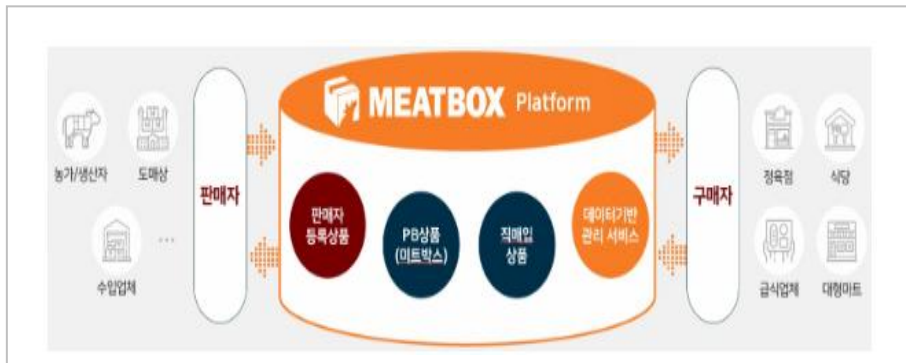 MEATBOX Platform
농가/생산자
도매상
수입업체
...
판매자
판매자
등록상품
PB상품
(미트박스)
직매입
상품
데이터기반
관리 서비스
구매자
정육점
식당
급식업체
대형마트